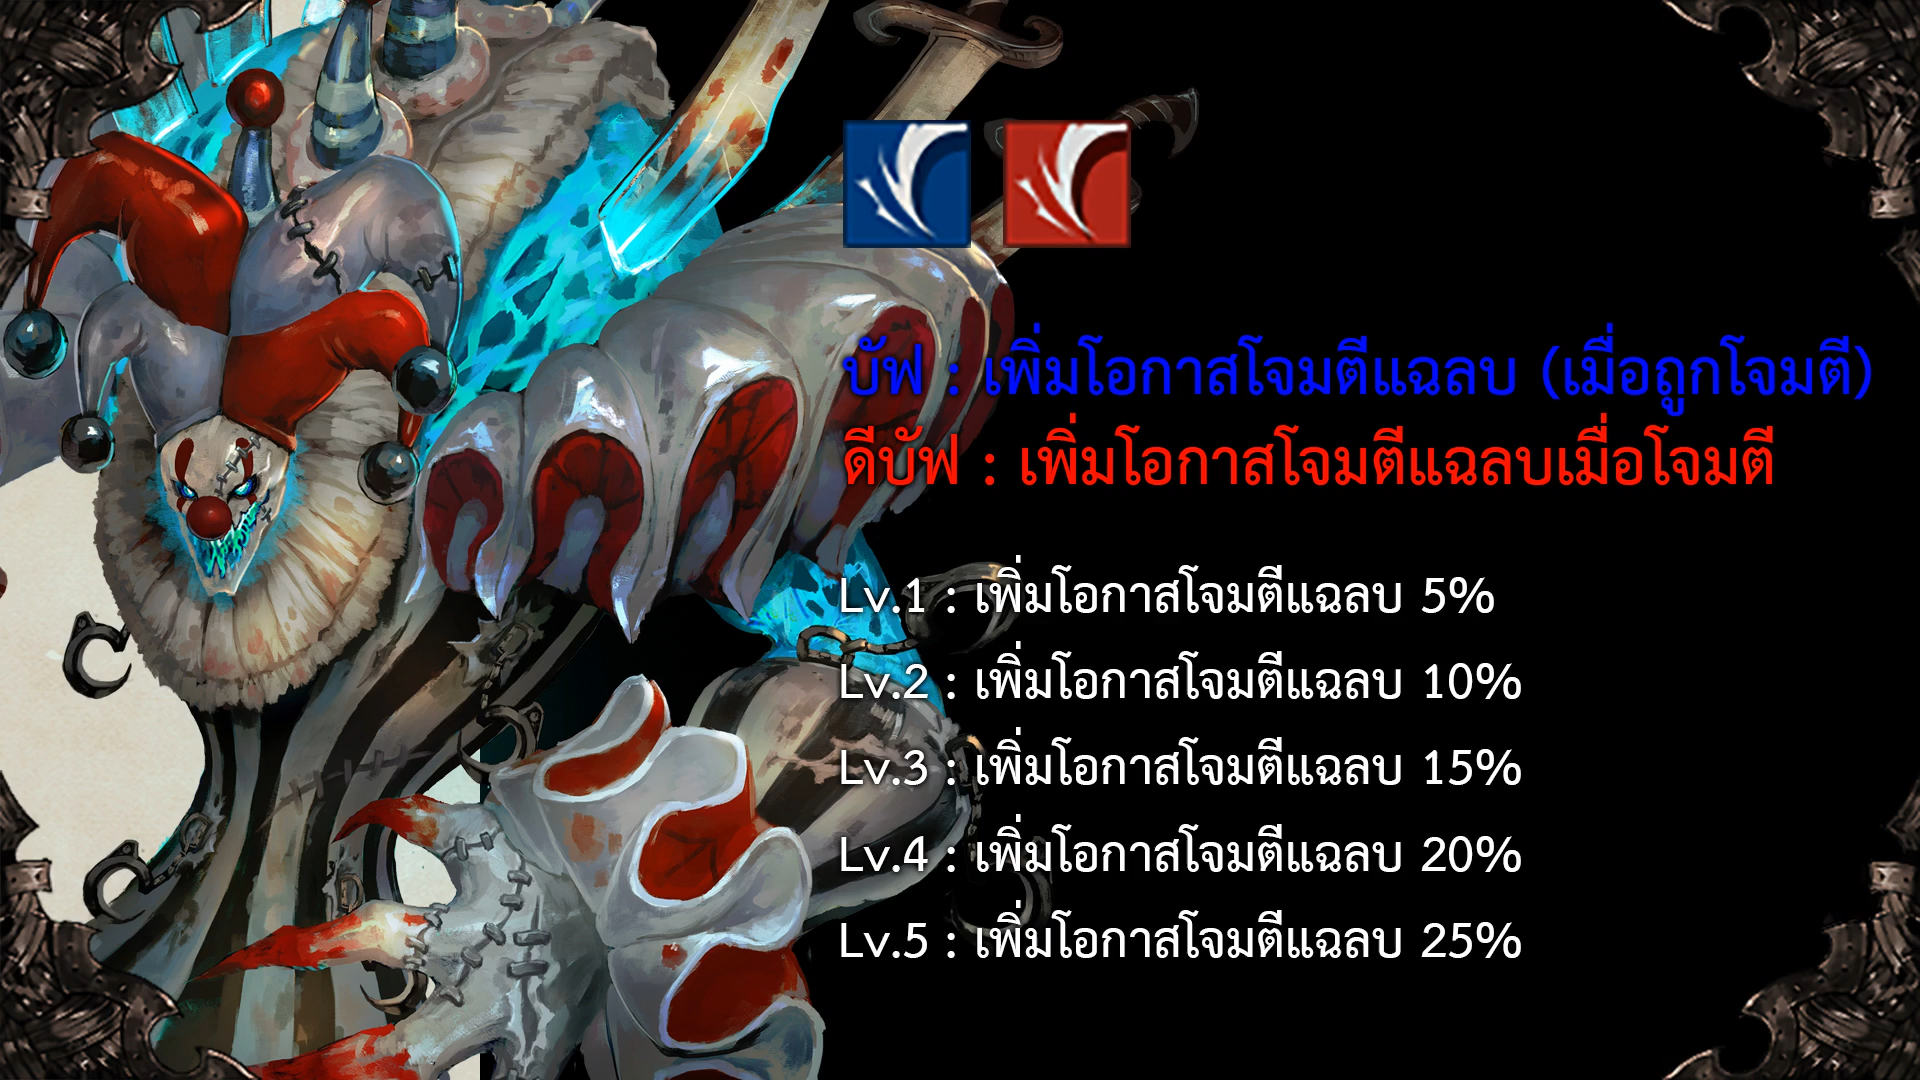 บัฟ : เพิ่มโอกาสโจมตีแฉลบ (เมื่อถูกโจมตี)
ดีบัฟ : เพิ่มโอกาสโจมตีแฉลบเมื่อโจมตี
Lv.1 : เพิ่มโอกาสโจมตีแฉลบ 5%
Lv.2 : เพิ่มโอกาสโจมตีแฉลบ 10%
Lv.3 : เพิ่มโอกาสโจมตีแฉลบ 15%
Lv.4 : เพิ่มโอกาสโจมตีแฉลบ 20%
Lv.5 : เพิ่มโอกาสโจมตีแฉลบ 25%